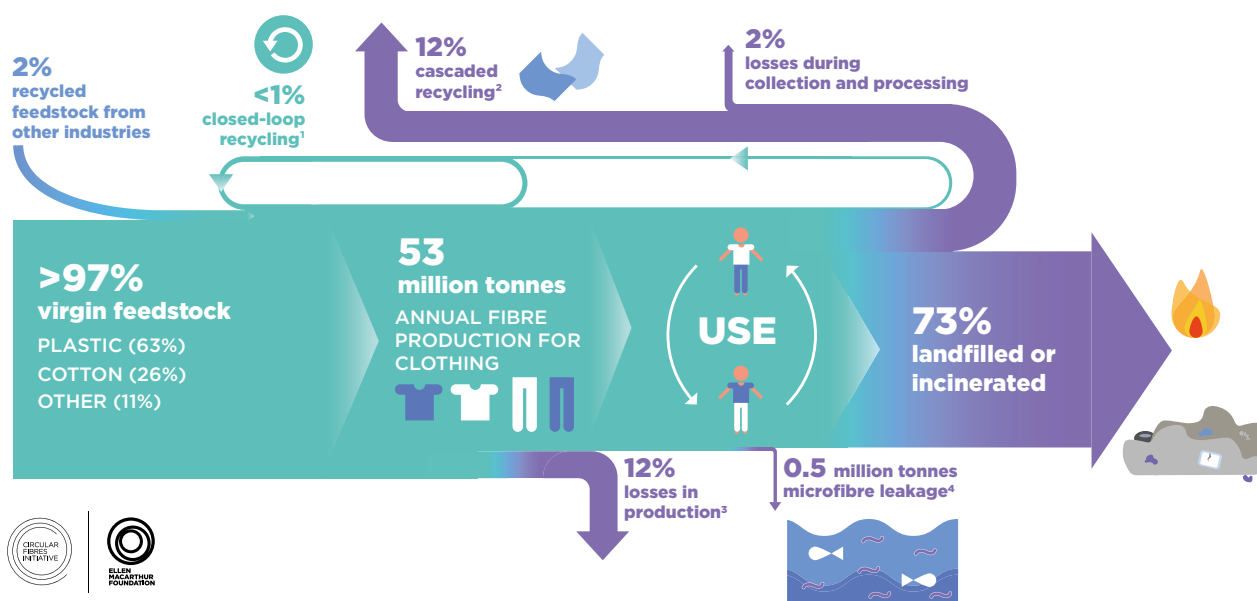 2%
recycled
feedstock from
other industries
<1%
closed-loop
recycling¹
12%
cascaded
recycling²
2%
losses during
collection and processing
>97%
virgin feedstock
PLASTIC (63%)
COTTON (26%)
OTHER (11%)
53
million tonnes
ANNUAL FIBRE
PRODUCTION FOR
CLOTHING
USE
73%
landfilled or
incinerated
12%
losses in
production³
0.5 million tonnes
microfibre leakage⁴
CIRCULAR
FIBRES
INITIATIVE
ELLEN
MACARTHUR
FOUNDATION